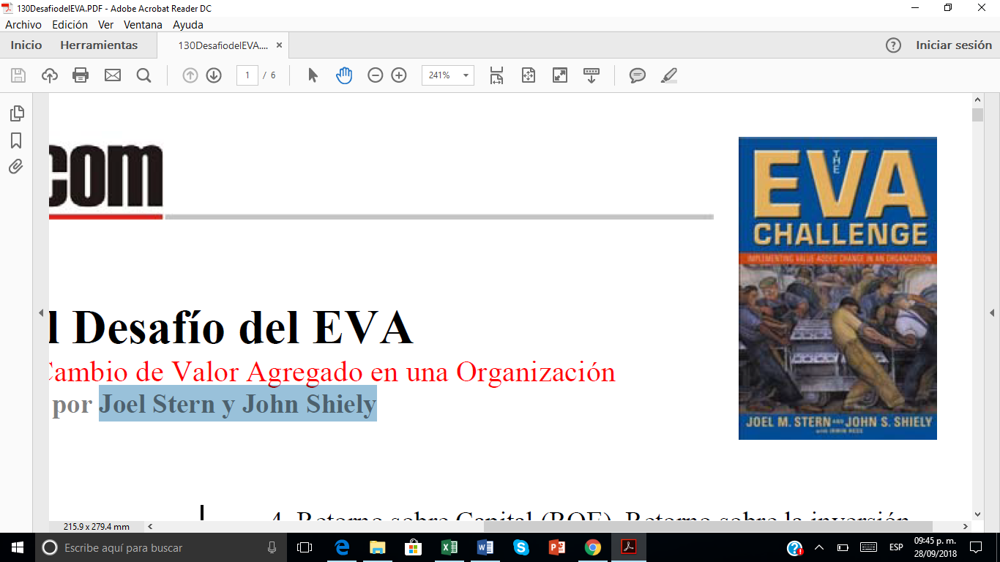 130DesafiodelEVA.PDF - Adobe Acrobat Reader DC
Archivo Edición Ver Ventana Ayuda
Inicio Herramientas 130DesafiodelEVA.... × Iniciar sesión
1 / 6 241%
com
THE
EVA
CHALLENGE
IMPLEMENTING VALUE-ADDED CHANGE IN AN ORGANIZATION
l Desafío del EVA
Cambio de Valor Agregado en una Organización
por Joel Stern y John Shiely
JOEL M. STERN AND JOHN S. SHIELY
WITH IRWIN ROSS
4. Retorno sobre Capital (ROE), Retorno sobre la inversión
215.9 x 279.4 mm
Escribe aquí para buscar
ESP
09:45 p. m.
28/09/2018